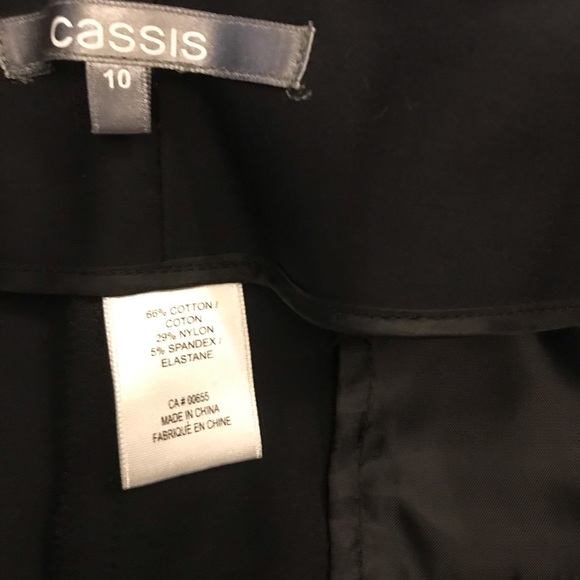 cassis
10
66% COTTON /
COTON
29% NYLON
5% SPANDEX /
ELASTANE
CA # 00655
MADE IN CHINA
FABRIQUÉ EN CHINE